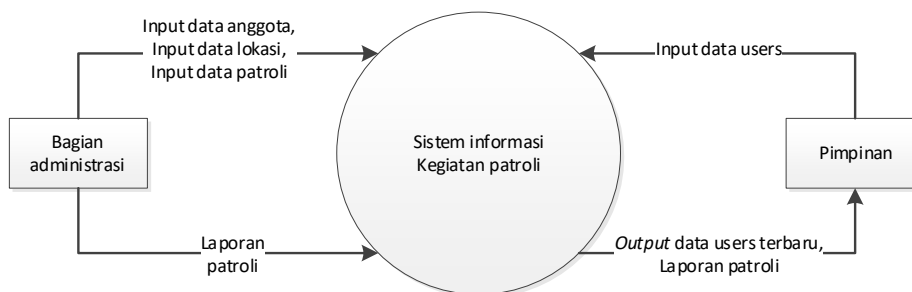 Input data anggota,
Input data lokasi,
Input data patroli
Input data users
Bagian
administrasi
Sistem informasi
Kegiatan patroli
Pimpinan
Laporan
patroli
Output data users terbaru,
Laporan patroli